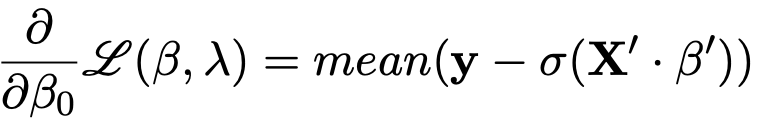 ∂/∂β₀ ℒ(β, λ) = mean(𝐲 − σ(𝐗′ · β′))